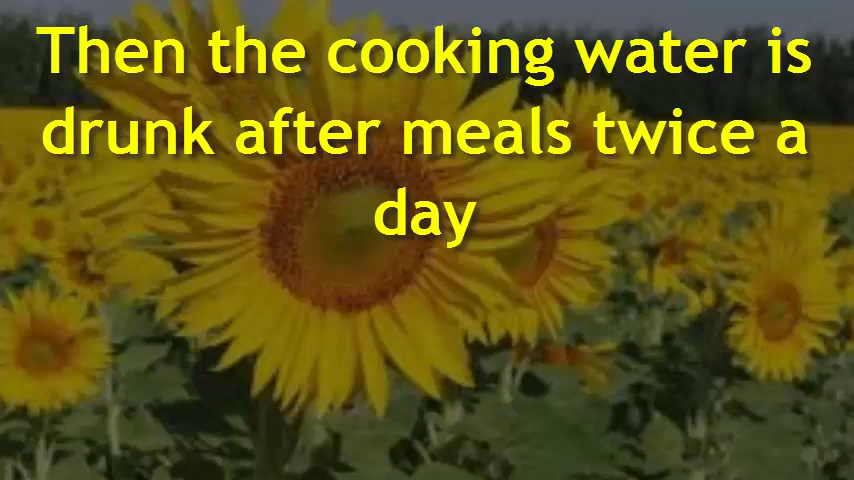 Then the cooking water is
drunk after meals twice a
day